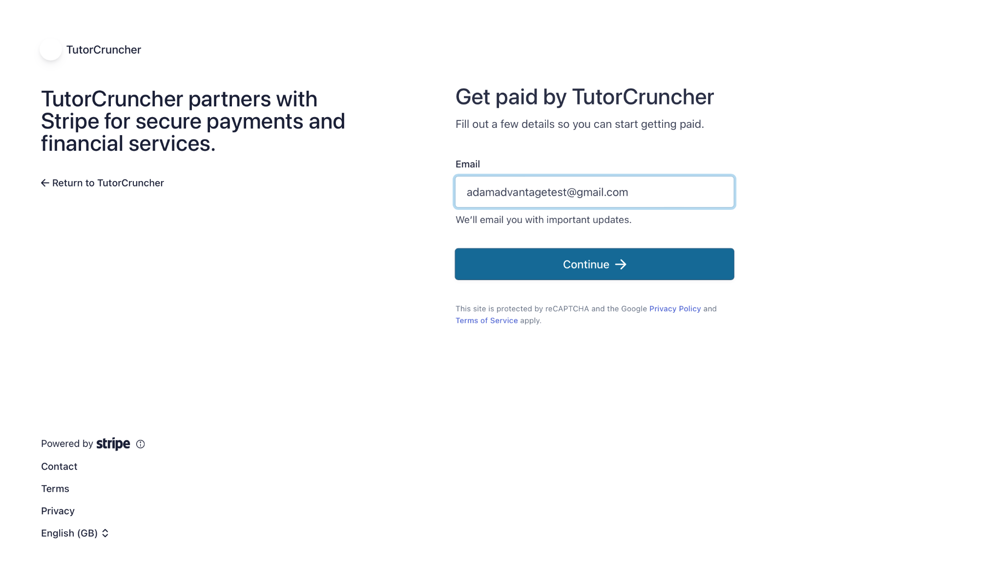 TutorCruncher
TutorCruncher partners with
Stripe for secure payments and
financial services.
← Return to TutorCruncher
Get paid by TutorCruncher
Fill out a few details so you can start getting paid.
Email
adamadvantagetest@gmail.com
We’ll email you with important updates.
Continue →
This site is protected by reCAPTCHA and the Google Privacy Policy and
Terms of Service apply.
Powered by stripe
Contact
Terms
Privacy
English (GB)